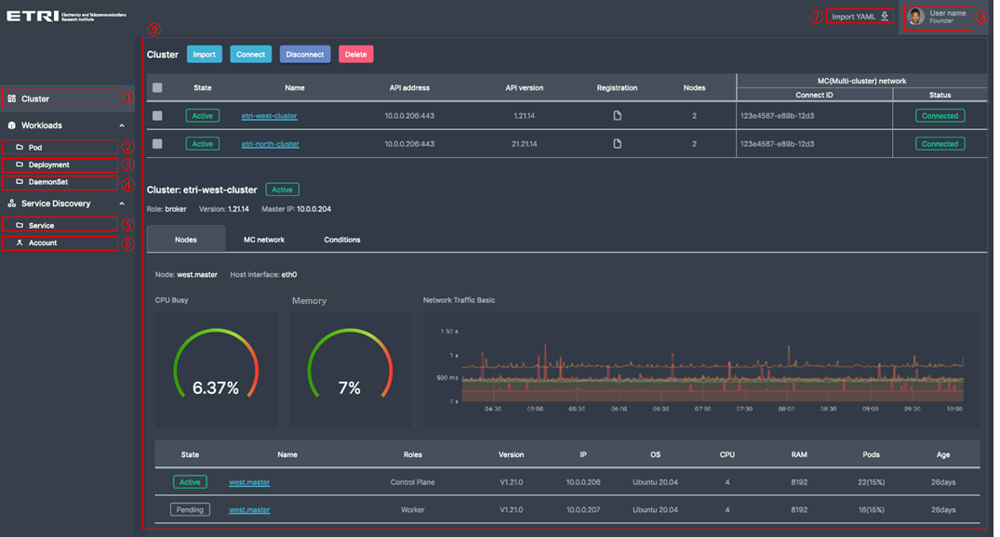 ETRI Electronics and Telecommunications
Research Institute
⑦ Import YAML
User name ⑧
Founder
⑨
Cluster Import Connect Disconnect Delete
State Name API address API version Registration Nodes MC(Multi-cluster) network
Connect ID Status
Active etri-west-cluster 10.0.0.206:443 1.21.14 2 123e4567-e89b-12d3 Connected
Active etri-north-cluster 10.0.0.206:443 21.21.14 2 123e4567-e89b-12d3 Connected
Cluster ①
Workloads
Pod ②
Deployment ③
DaemonSet ④
Service Discovery
Service ⑤
Account ⑥
Cluster: etri-west-cluster Active
Role: broker Version: 1.21.14 Master IP: 10.0.0.204
Nodes MC network Conditions
Node: west.master Host interface: eth0
CPU Busy Memory Network Traffic Basic
6.37%
7%
1 50 s
1 s
500 ms
0 s
04:30 05:00 05:30 06:00 06:30 07:00 07:30 08:00 08:30 09:00 09:30 10:00
State Name Roles Version IP OS CPU RAM Pods Age
Active west.master Control Plane V1.21.0 10.0.0.206 Ubuntu 20.04 4 8192 22(15%) 26days
Pending west.master Worker V1.21.0 10.0.0.207 Ubuntu 20.04 4 8192 16(15%) 26days